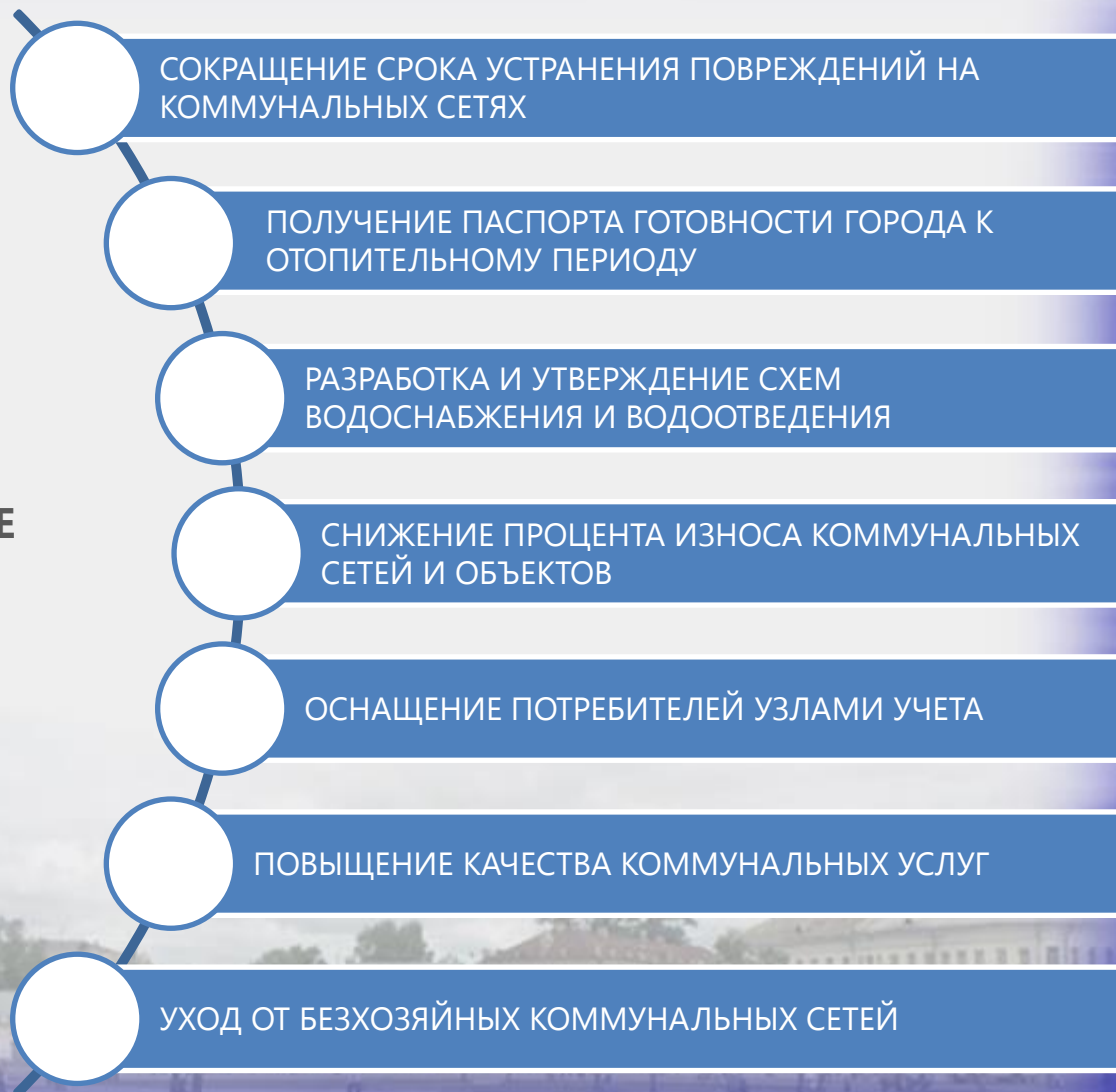 СОКРАЩЕНИЕ СРОКА УСТРАНЕНИЯ ПОВРЕЖДЕНИЙ НА
КОММУНАЛЬНЫХ СЕТЯХ
ПОЛУЧЕНИЕ ПАСПОРТА ГОТОВНОСТИ ГОРОДА К
ОТОПИТЕЛЬНОМУ ПЕРИОДУ
РАЗРАБОТКА И УТВЕРЖДЕНИЕ СХЕМ
ВОДОСНАБЖЕНИЯ И ВОДООТВЕДЕНИЯ
Е
СНИЖЕНИЕ ПРОЦЕНТА ИЗНОСА КОММУНАЛЬНЫХ
СЕТЕЙ И ОБЪЕКТОВ
ОСНАЩЕНИЕ ПОТРЕБИТЕЛЕЙ УЗЛАМИ УЧЕТА
ПОВЫЩЕНИЕ КАЧЕСТВА КОММУНАЛЬНЫХ УСЛУГ
УХОД ОТ БЕЗХОЗЯЙНЫХ КОММУНАЛЬНЫХ СЕТЕЙ